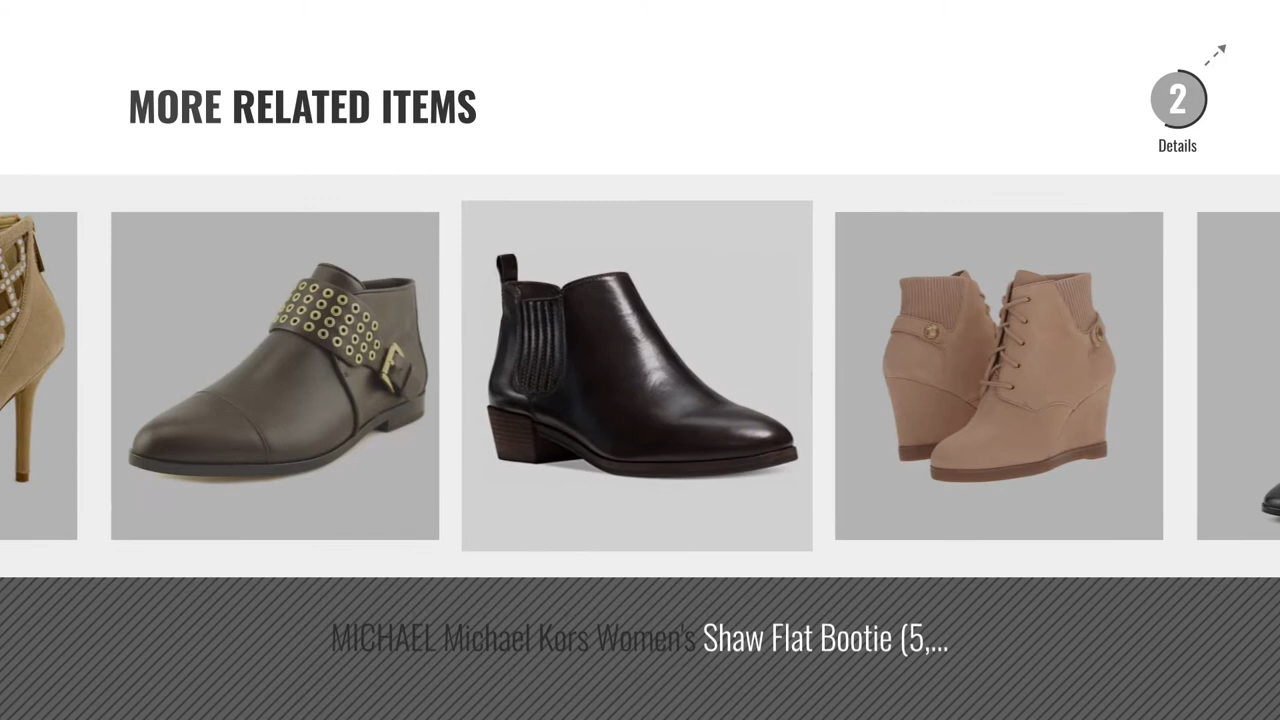 MORE RELATED ITEMS
2
Details
MICHAEL Michael Kors Women's Shaw Flat Bootie (5,...